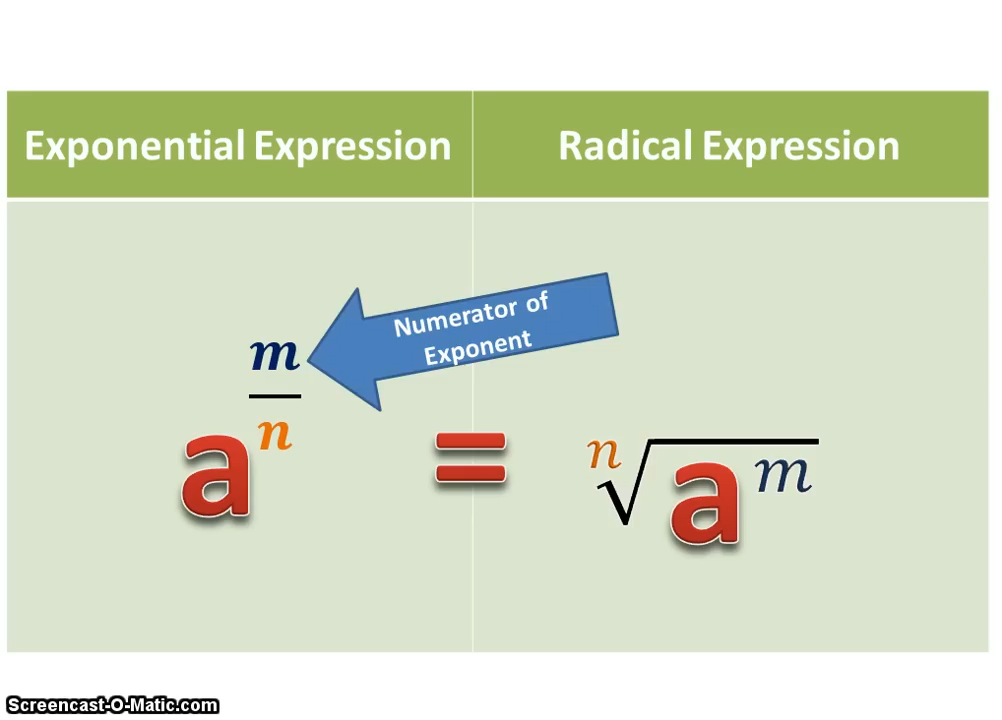 Exponential Expression
Radical Expression
Numerator of
Exponent
a^(m/n) = ⁿ√(a^m)
Screencast-O-Matic.com